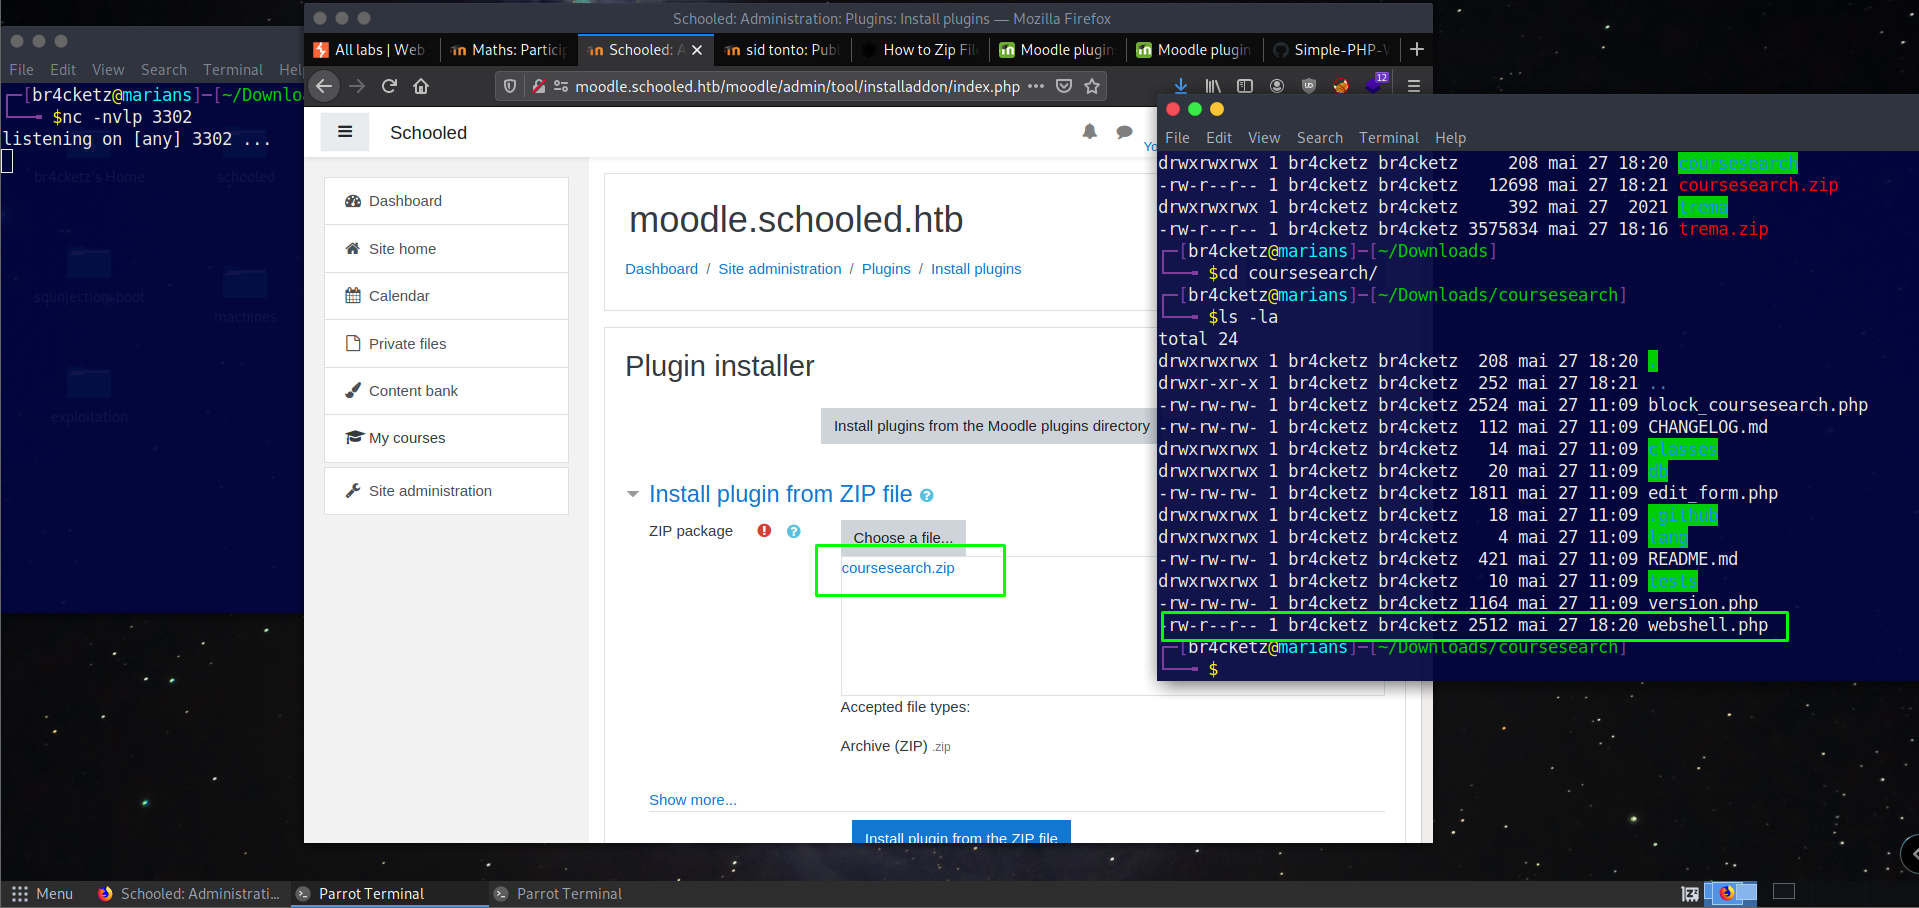 Schooled: Administration: Plugins: Install plugins — Mozilla Firefox
All labs | Web
Maths: Particip
Schooled: A
sid tonto: Publ
How to Zip File
Moodle plugin
Moodle plugin
Simple-PHP-
moodle.schooled.htb/moodle/admin/tool/installaddon/index.php
12
File Edit View Search Terminal Help
┌─[br4cketz@marians]─[~/Downlo
└──╼ $nc -nvlp 3302
listening on [any] 3302 ...
br4cketz's Home
schooled
sqlinjection-boot
machines
exploitation
Schooled
Yo
Dashboard
Site home
Calendar
Private files
Content bank
My courses
Site administration
moodle.schooled.htb
Dashboard / Site administration / Plugins / Install plugins
Plugin installer
Install plugins from the Moodle plugins directory
Install plugin from ZIP file
ZIP package
Choose a file...
coursesearch.zip
Accepted file types:
Archive (ZIP) .zip
Show more...
Install plugin from the ZIP file
File Edit View Search Terminal Help
drwxrwxrwx 1 br4cketz br4cketz 208 mai 27 18:20 coursesearch
-rw-r--r-- 1 br4cketz br4cketz 12698 mai 27 18:21 coursesearch.zip
drwxrwxrwx 1 br4cketz br4cketz 392 mai 27 2021 trema
-rw-r--r-- 1 br4cketz br4cketz 3575834 mai 27 18:16 trema.zip
┌─[br4cketz@marians]─[~/Downloads]
└──╼ $cd coursesearch/
┌─[br4cketz@marians]─[~/Downloads/coursesearch]
└──╼ $ls -la
total 24
drwxrwxrwx 1 br4cketz br4cketz 208 mai 27 18:20 .
drwxr-xr-x 1 br4cketz br4cketz 252 mai 27 18:21 ..
-rw-rw-rw- 1 br4cketz br4cketz 2524 mai 27 11:09 block_coursesearch.php
-rw-rw-rw- 1 br4cketz br4cketz 112 mai 27 11:09 CHANGELOG.md
drwxrwxrwx 1 br4cketz br4cketz 14 mai 27 11:09 classes
drwxrwxrwx 1 br4cketz br4cketz 20 mai 27 11:09 db
-rw-rw-rw- 1 br4cketz br4cketz 1811 mai 27 11:09 edit_form.php
drwxrwxrwx 1 br4cketz br4cketz 18 mai 27 11:09 .github
drwxrwxrwx 1 br4cketz br4cketz 4 mai 27 11:09 lang
-rw-rw-rw- 1 br4cketz br4cketz 421 mai 27 11:09 README.md
drwxrwxrwx 1 br4cketz br4cketz 10 mai 27 11:09 tests
-rw-rw-rw- 1 br4cketz br4cketz 1164 mai 27 11:09 version.php
-rw-r--r-- 1 br4cketz br4cketz 2512 mai 27 18:20 webshell.php
┌─[br4cketz@marians]─[~/Downloads/coursesearch]
└──╼ $
Menu
Schooled: Administrati...
Parrot Terminal
Parrot Terminal